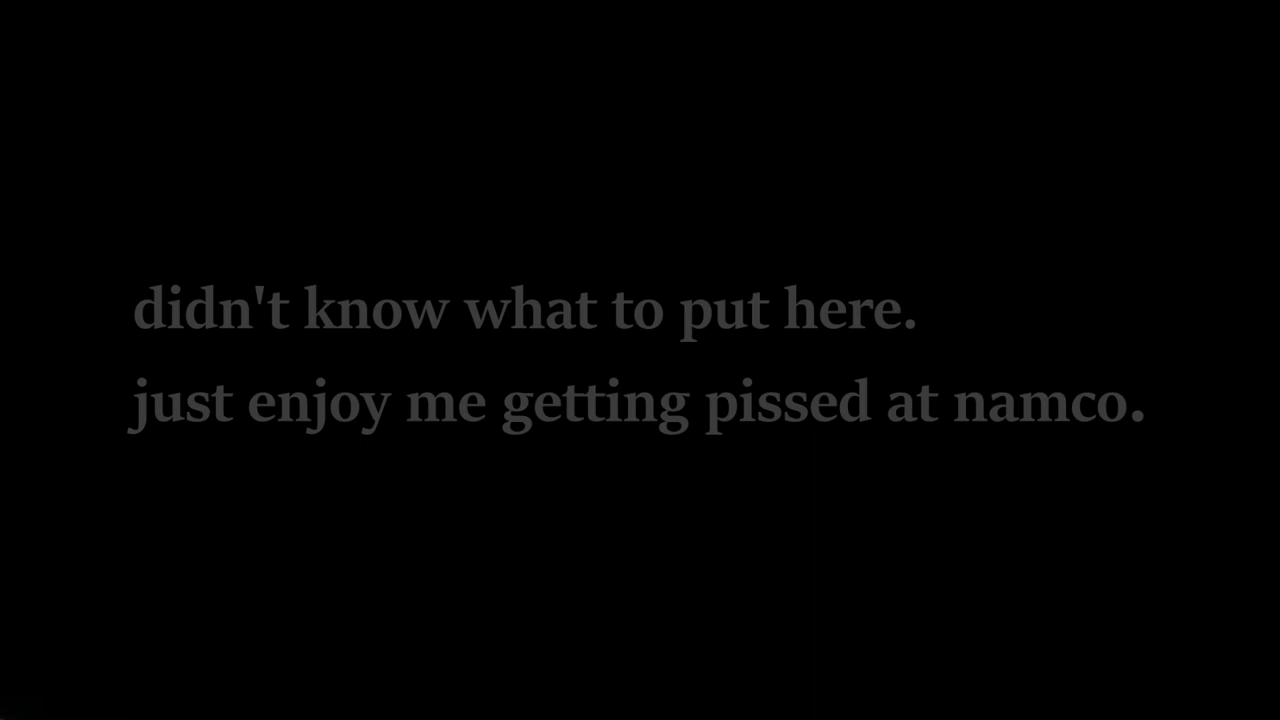 didn't know what to put here.
just enjoy me getting pissed at namco.